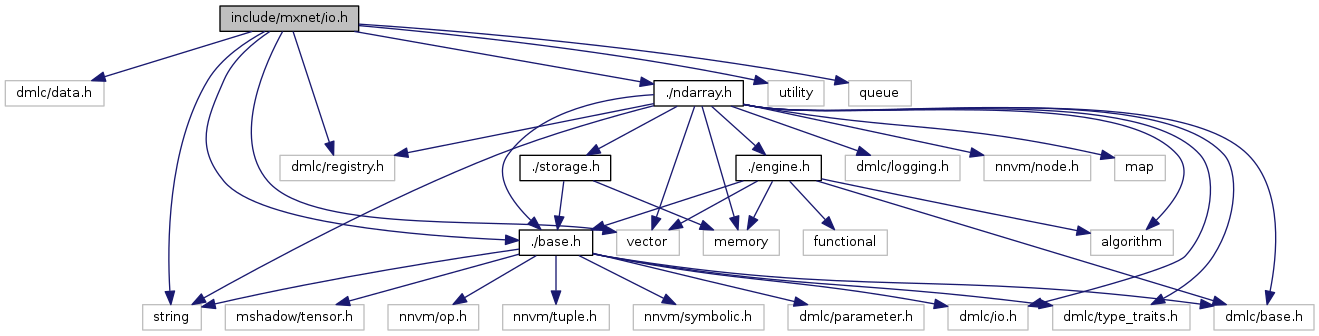 include/mxnet/io.h
dmlc/data.h
./ndarray.h
utility
queue
dmlc/registry.h
./storage.h
./engine.h
dmlc/logging.h
nnvm/node.h
map
./base.h
vector
memory
functional
algorithm
string
mshadow/tensor.h
nnvm/op.h
nnvm/tuple.h
nnvm/symbolic.h
dmlc/parameter.h
dmlc/io.h
dmlc/type_traits.h
dmlc/base.h